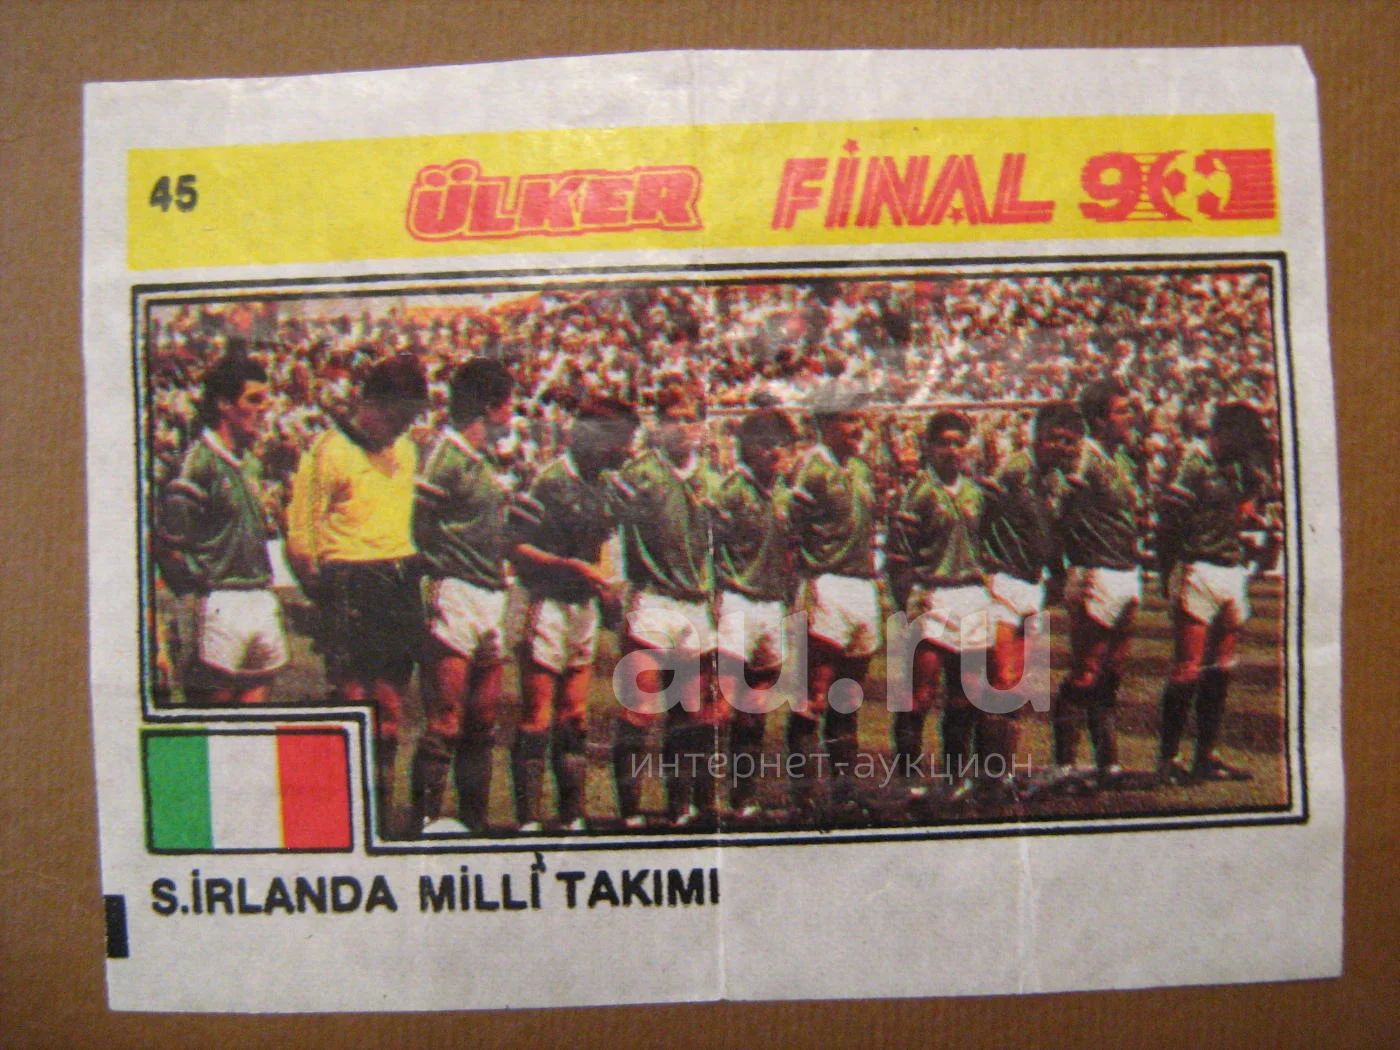 45 ÜLKER FİNAL 90
S.İRLANDA MİLLİ TAKIMI
au.ru
интернет-аукцион